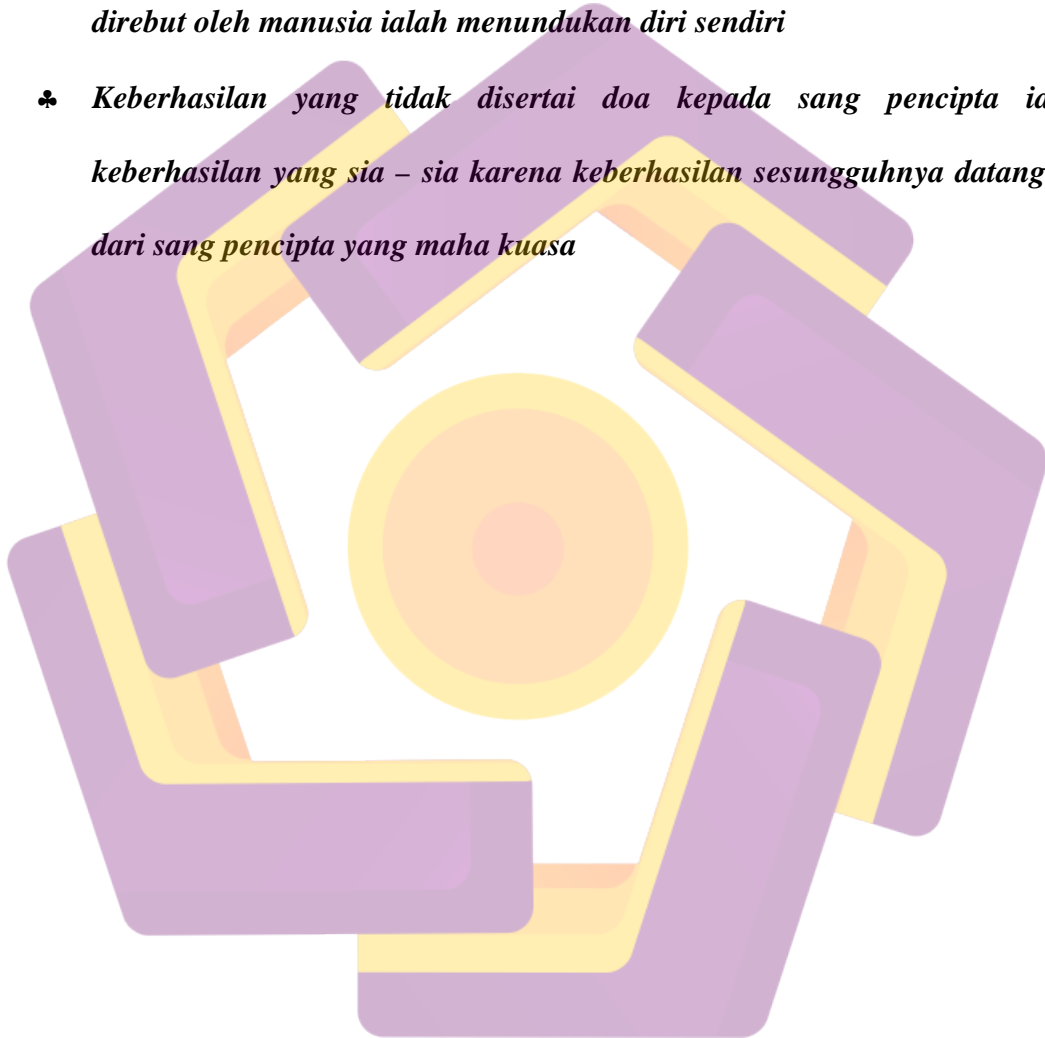 direbut oleh manusia ialah menundukan diri sendiri
♣ Keberhasilan yang tidak disertai doa kepada sang pencipta
keberhasilan yang sia – sia karena keberhasilan sesungguhnya datang
dari sang pencipta yang maha kuasa